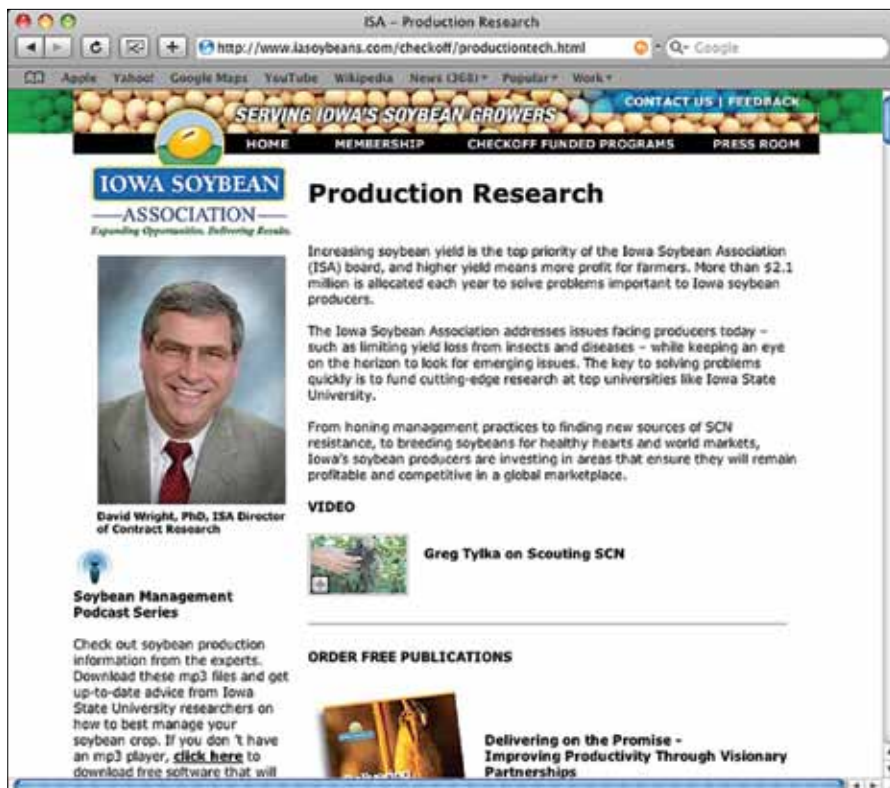 ISA – Production Research
http://www.iasoybeans.com/checkoff/productiontech.html
Google
Apple Yahoo! Google Maps YouTube Wikipedia News (368) Popular Work
CONTACT US | FEEDBACK
SERVING IOWA'S SOYBEAN GROWERS
HOME MEMBERSHIP CHECKOFF FUNDED PROGRAMS PRESS ROOM
IOWA SOYBEAN
ASSOCIATION
Expanding Opportunities. Delivering Results.
Production Research
Increasing soybean yield is the top priority of the Iowa Soybean Association
(ISA) board, and higher yield means more profit for farmers. More than $2.1
million is allocated each year to solve problems important to Iowa soybean
producers.
The Iowa Soybean Association addresses issues facing producers today –
such as limiting yield loss from insects and diseases – while keeping an eye
on the horizon to look for emerging issues. The key to solving problems
quickly is to fund cutting-edge research at top universities like Iowa State
University.
From honing management practices to finding new sources of SCN
resistance, to breeding soybeans for healthy hearts and world markets,
Iowa's soybean producers are investing in areas that ensure they will remain
profitable and competitive in a global marketplace.
David Wright, PhD, ISA Director
of Contract Research
VIDEO
Greg Tylka on Scouting SCN
Soybean Management
Podcast Series
Check out soybean production
information from the experts.
Download these mp3 files and get
up-to-date advice from Iowa
State University researchers on
how to best manage your
soybean crop. If you don 't have
an mp3 player, click here to
download free software that will
ORDER FREE PUBLICATIONS
Delivering on the Promise -
Improving Productivity Through Visionary
Partnerships